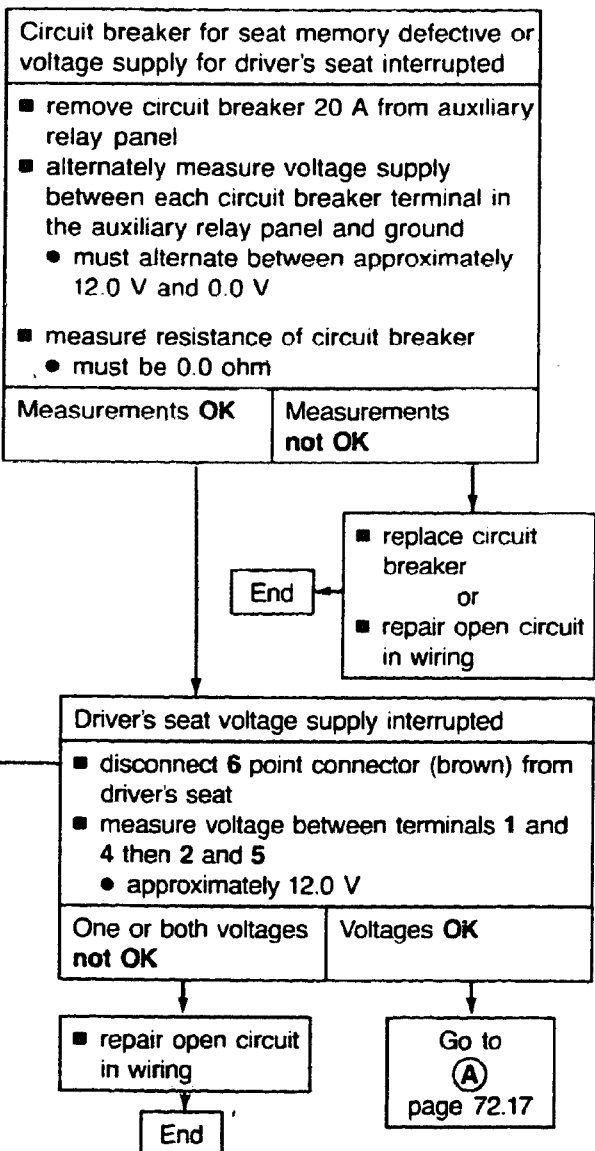 Circuit breaker for seat memory defective or
voltage supply for driver's seat interrupted
■ remove circuit breaker 20 A from auxiliary
relay panel
■ alternately measure voltage supply
between each circuit breaker terminal in
the auxiliary relay panel and ground
● must alternate between approximately
12.0 V and 0.0 V
■ measure resistance of circuit breaker
● must be 0.0 ohm
Measurements OK
Measurements
not OK
■ replace circuit
breaker
or
■ repair open circuit
in wiring
End
Driver's seat voltage supply interrupted
■ disconnect 6 point connector (brown) from
driver's seat
■ measure voltage between terminals 1 and
4 then 2 and 5
● approximately 12.0 V
One or both voltages
not OK
Voltages OK
■ repair open circuit
in wiring
End
Go to
A
page 72.17